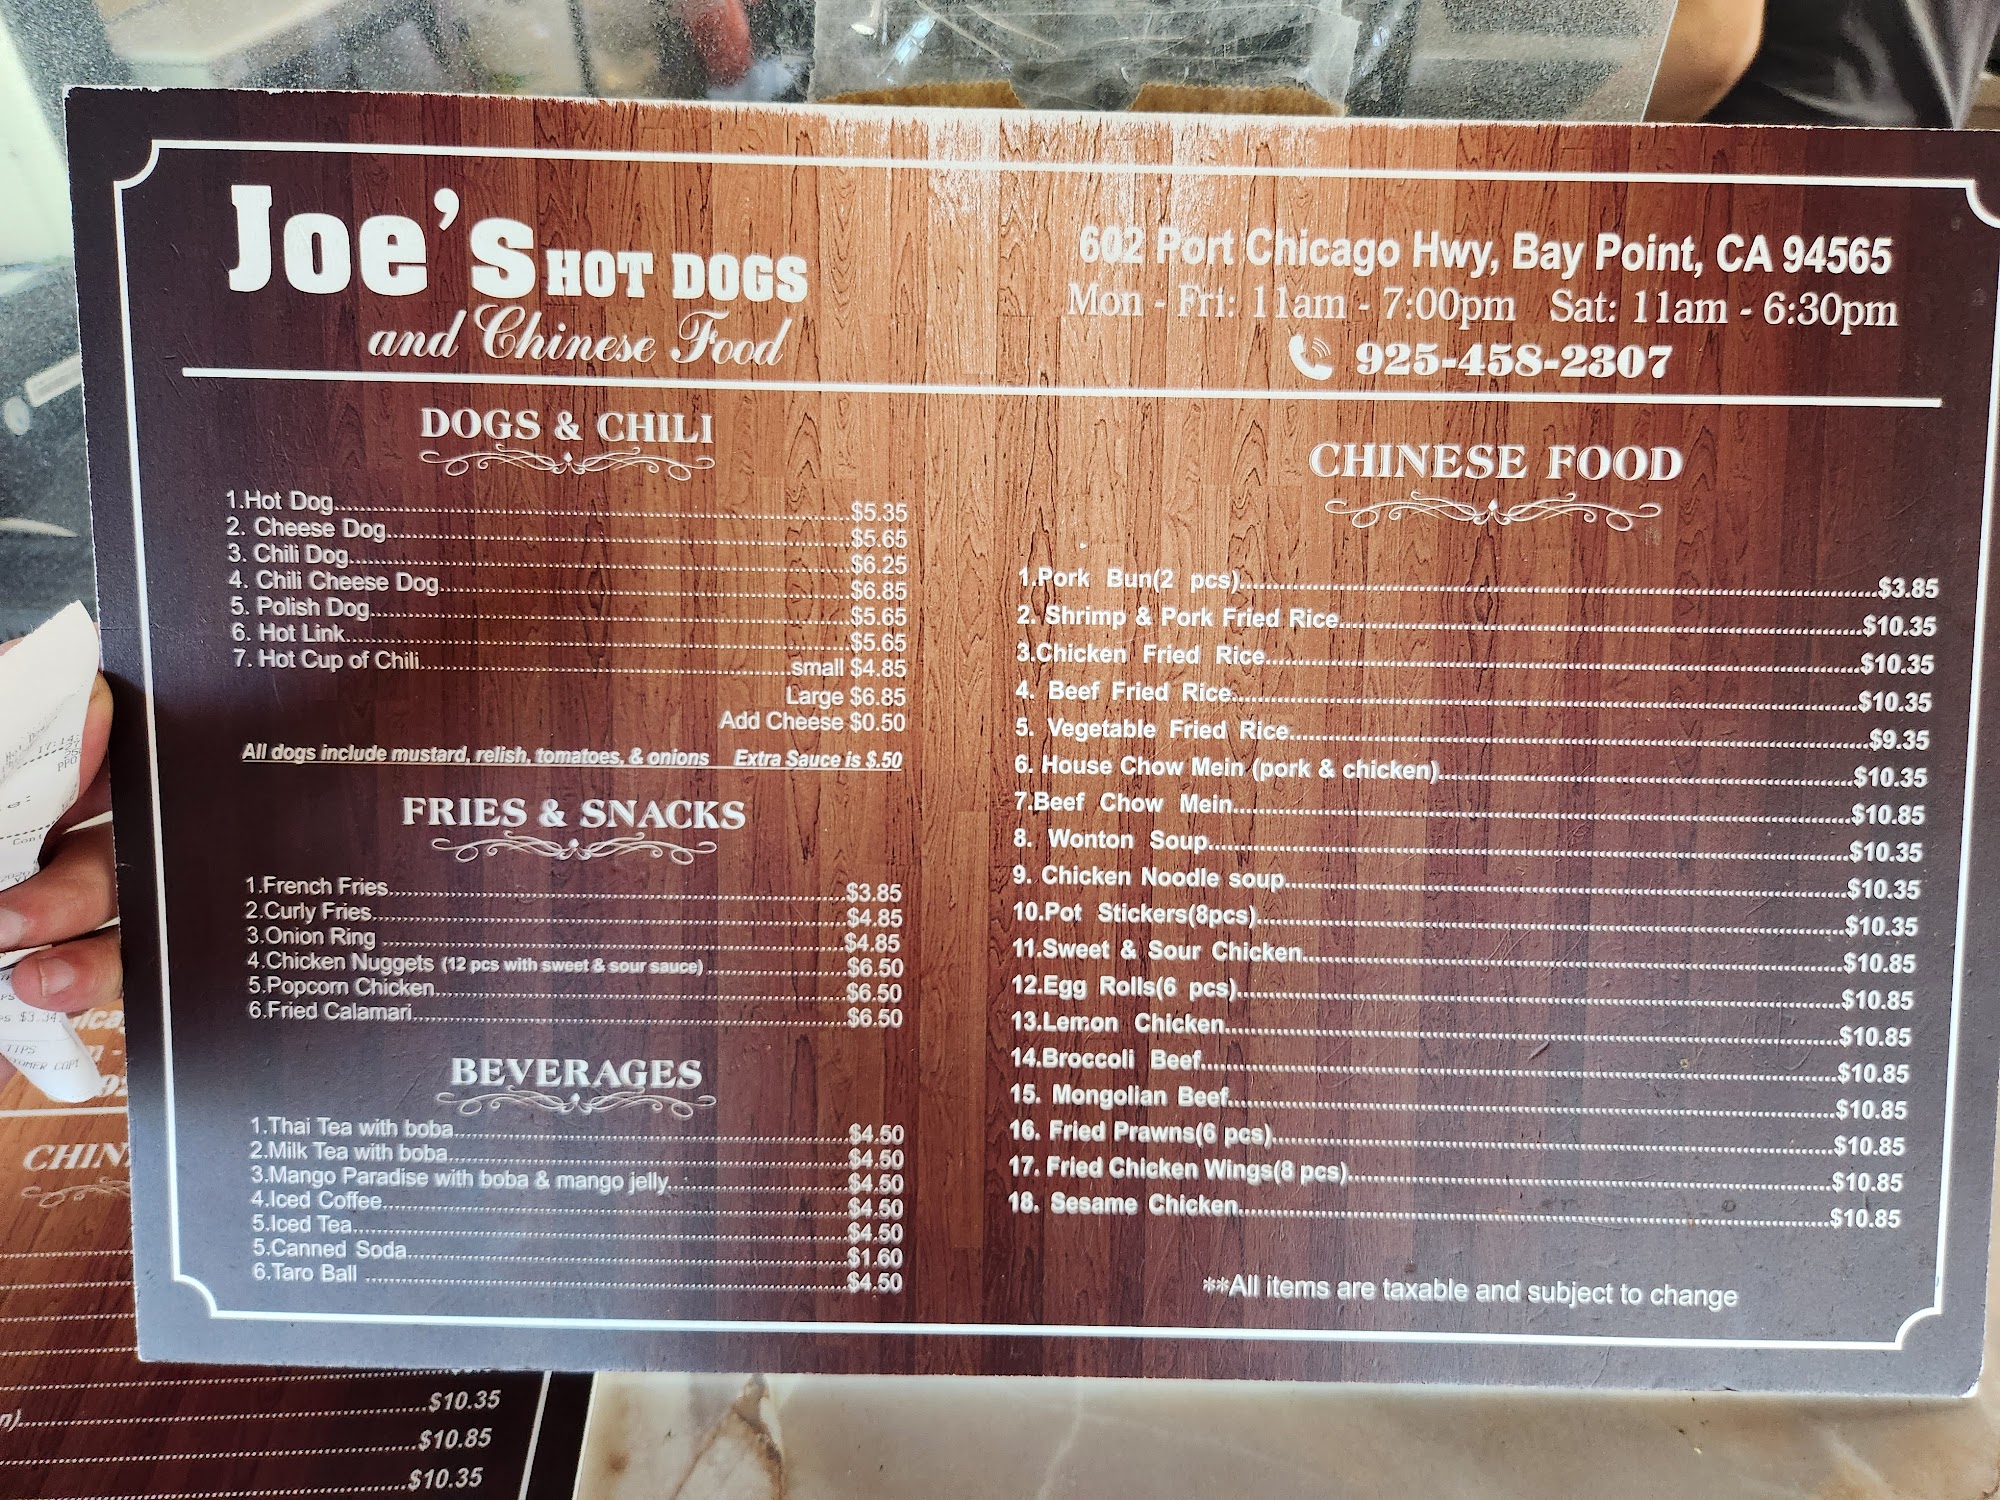 Joe's HOT DOGS
and Chinese Food
602 Port Chicago Hwy, Bay Point, CA 94565
Mon - Fri: 11am - 7:00pm Sat: 11am - 6:30pm
925-458-2307
DOGS & CHILI
1.Hot Dog $5.35
2. Cheese Dog $5.65
3. Chili Dog $6.25
4. Chili Cheese Dog $6.85
5. Polish Dog $5.65
6. Hot Link $5.65
7. Hot Cup of Chili small $4.85
Large $6.85
Add Cheese $0.50
All dogs include mustard, relish, tomatoes, & onions Extra Sauce is $.50
FRIES & SNACKS
1.French Fries $3.85
2.Curly Fries $4.85
3.Onion Ring $4.85
4.Chicken Nuggets (12 pcs with sweet & sour sauce) $6.50
5.Popcorn Chicken $6.50
6.Fried Calamari $6.50
BEVERAGES
1.Thai Tea with boba $4.50
2.Milk Tea with boba $4.50
3.Mango Paradise with boba & mango jelly $4.50
4.Iced Coffee $4.50
5.Iced Tea $4.50
5.Canned Soda $1.60
6.Taro Ball $4.50
CHINESE FOOD
1.Pork Bun(2 pcs) $3.85
2. Shrimp & Pork Fried Rice $10.35
3.Chicken Fried Rice $10.35
4. Beef Fried Rice $10.35
5. Vegetable Fried Rice $9.35
6. House Chow Mein (pork & chicken) $10.35
7.Beef Chow Mein $10.85
8. Wonton Soup $10.35
9. Chicken Noodle soup $10.35
10.Pot Stickers(8pcs) $10.35
11.Sweet & Sour Chicken $10.85
12.Egg Rolls(6 pcs) $10.85
13.Lemon Chicken $10.85
14.Broccoli Beef $10.85
15. Mongolian Beef $10.85
16. Fried Prawns(6 pcs) $10.85
17. Fried Chicken Wings(8 pcs) $10.85
18. Sesame Chicken $10.85
**All items are taxable and subject to change
TIPS
CHIN
$10.35
$10.85
$10.35